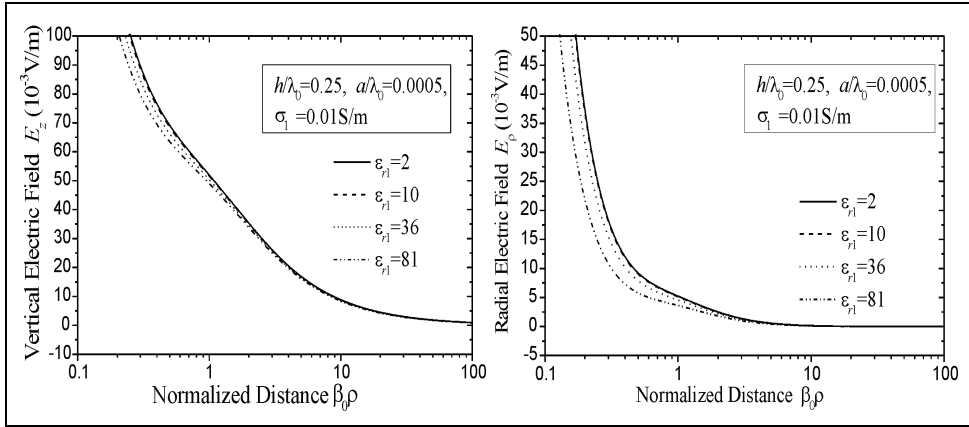 100
90
80
70
60
50
40
30
20
10
0
-10
Vertical Electric Field E_z (10^-3V/m)
h/λ_0=0.25, a/λ_0=0.0005,
σ_1=0.01S/m
ε_r1=2
ε_r1=10
ε_r1=36
ε_r1=81
0.1 1 10 100
Normalized Distance β_0ρ
50
45
40
35
30
25
20
15
10
5
0
5
Radial Electric Field E_ρ (10^-3V/m)
h/λ_0=0.25, a/λ_0=0.0005,
σ_1=0.01S/m
ε_r1=2
ε_r1=10
ε_r1=36
ε_r1=81
0.1 1 10 100
Normalized Distance β_0ρ